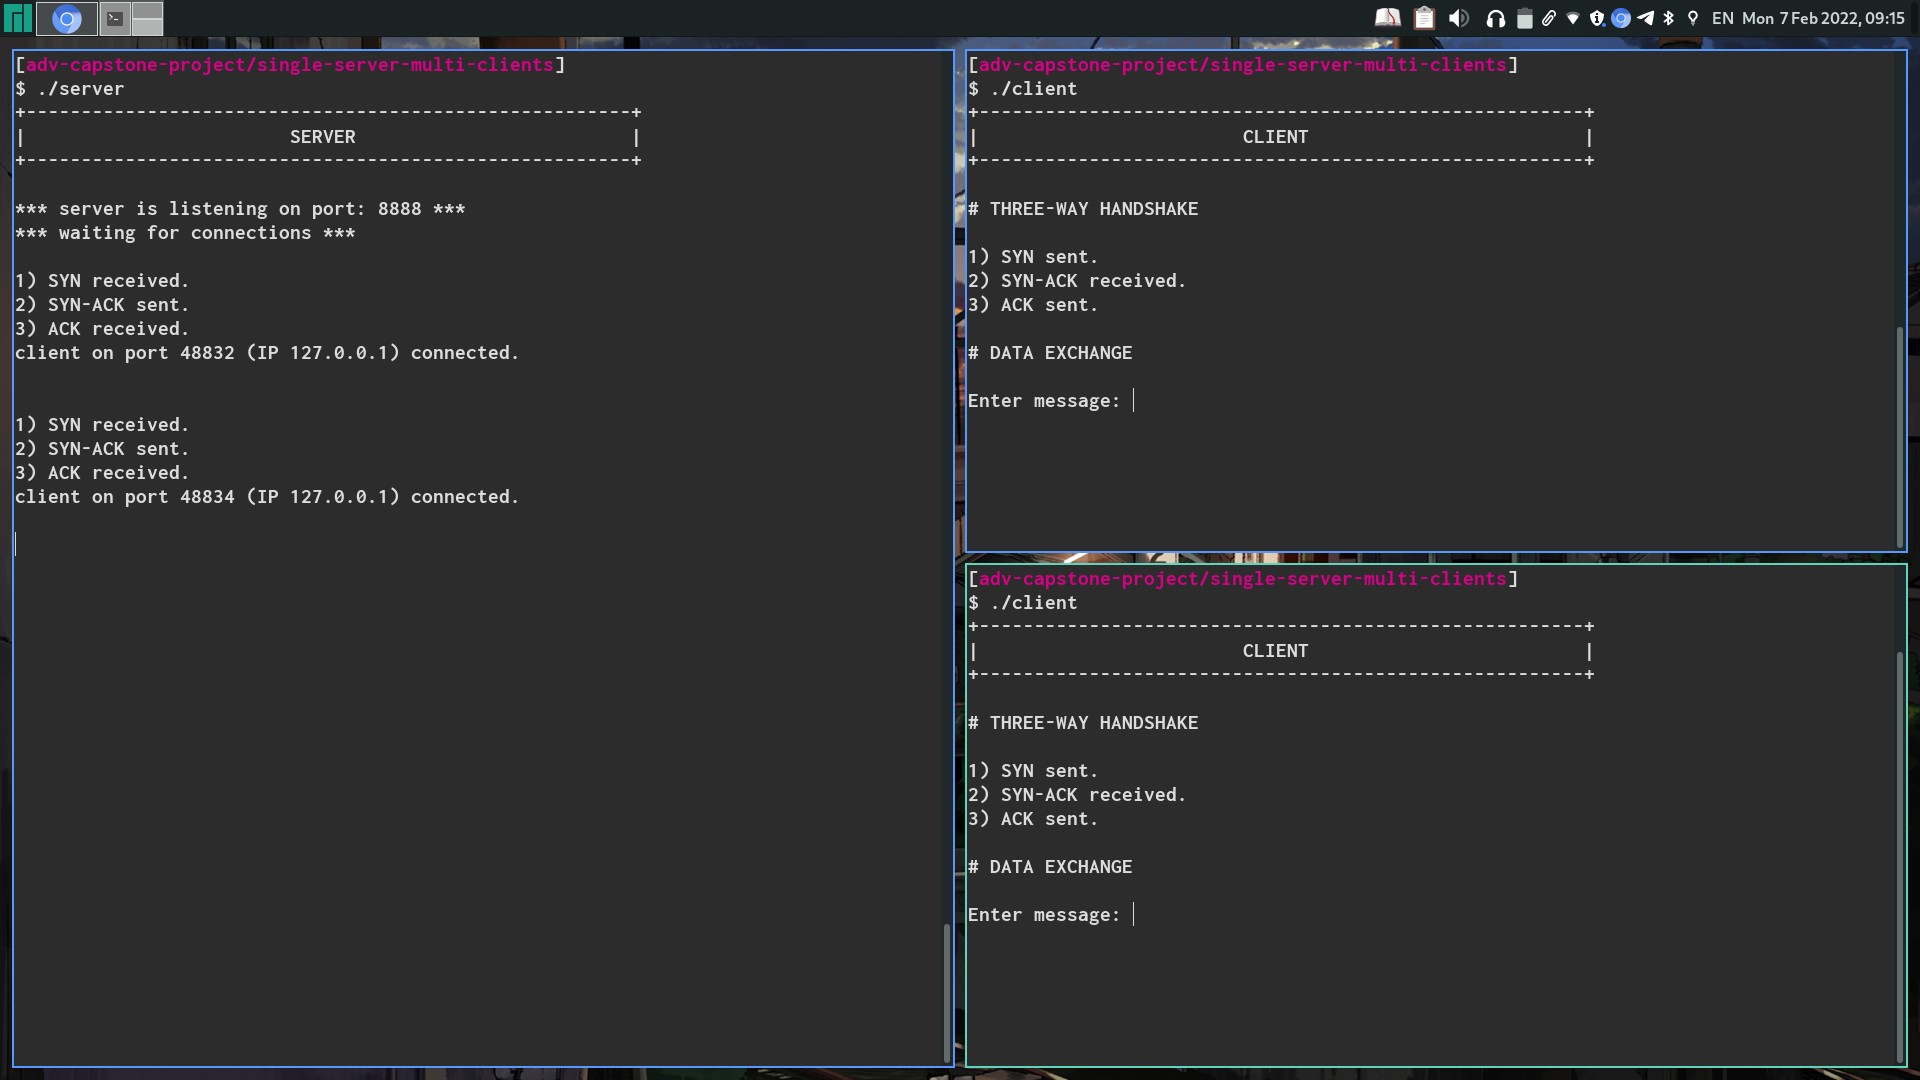 EN Mon 7 Feb 2022, 09:15
[adv-capstone-project/single-server-multi-clients]
$ ./server
+-------------------------------------------------------+
| SERVER |
+-------------------------------------------------------+
*** server is listening on port: 8888 ***
*** waiting for connections ***
1) SYN received.
2) SYN-ACK sent.
3) ACK received.
client on port 48832 (IP 127.0.0.1) connected.
1) SYN received.
2) SYN-ACK sent.
3) ACK received.
client on port 48834 (IP 127.0.0.1) connected.
[adv-capstone-project/single-server-multi-clients]
$ ./client
+-------------------------------------------------------+
| CLIENT |
+-------------------------------------------------------+
# THREE-WAY HANDSHAKE
1) SYN sent.
2) SYN-ACK received.
3) ACK sent.
# DATA EXCHANGE
Enter message:
[adv-capstone-project/single-server-multi-clients]
$ ./client
+-------------------------------------------------------+
| CLIENT |
+-------------------------------------------------------+
# THREE-WAY HANDSHAKE
1) SYN sent.
2) SYN-ACK received.
3) ACK sent.
# DATA EXCHANGE
Enter message: